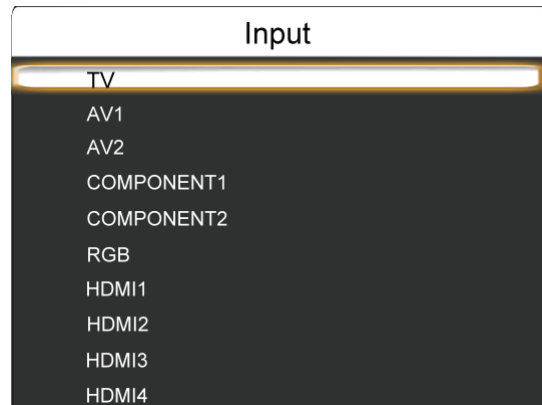 Input
TV
AV1
AV2
COMPONENT1
COMPONENT2
RGB
HDMI1
HDMI2
HDMI3
HDMI4